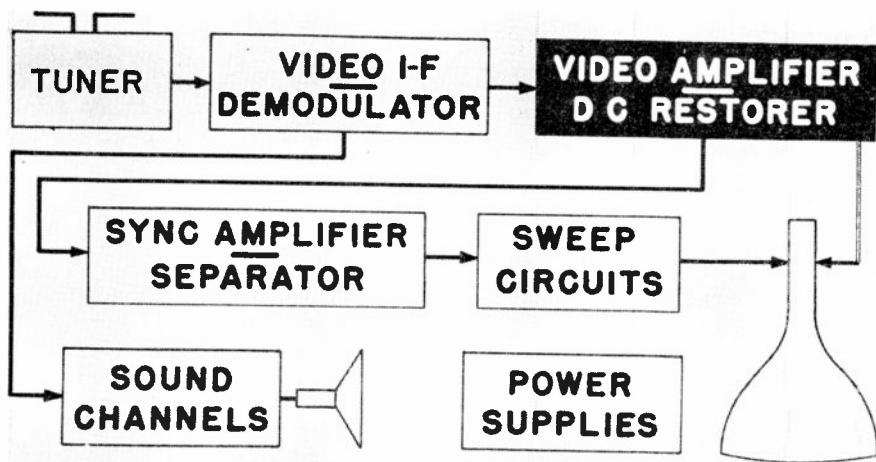 TUNER
VIDEO I-F
DEMODULATOR
VIDEO AMPLIFIER
D C RESTORER
SYNC AMPLIFIER
SEPARATOR
SWEEP
CIRCUITS
SOUND
CHANNELS
POWER
SUPPLIES